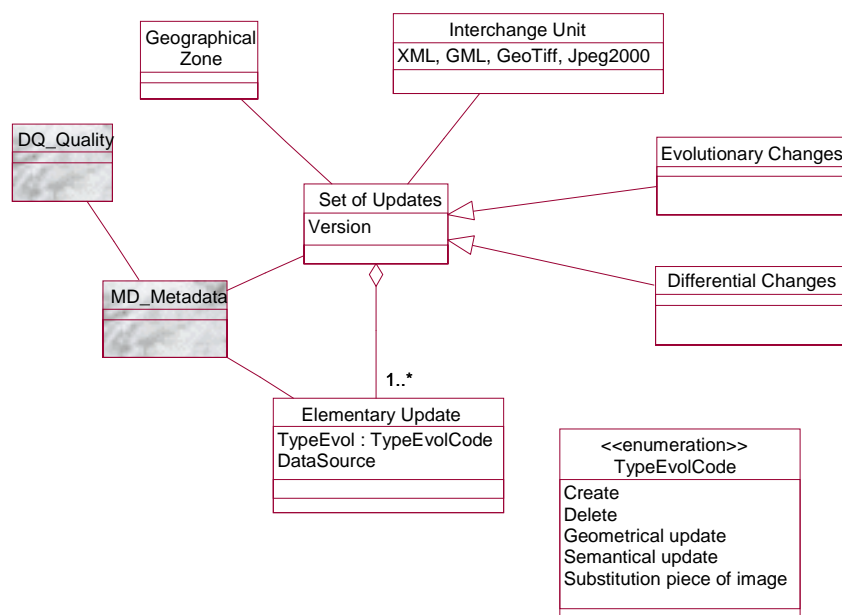 Geographical
Zone
Interchange Unit
XML, GML, GeoTiff, Jpeg2000
DQ_Quality
Evolutionary Changes
Set of Updates
Version
MD_Metadata
Differential Changes
1..*
Elementary Update
TypeEvol : TypeEvolCode
DataSource
<<enumeration>>
TypeEvolCode
Create
Delete
Geometrical update
Semantical update
Substitution piece of image